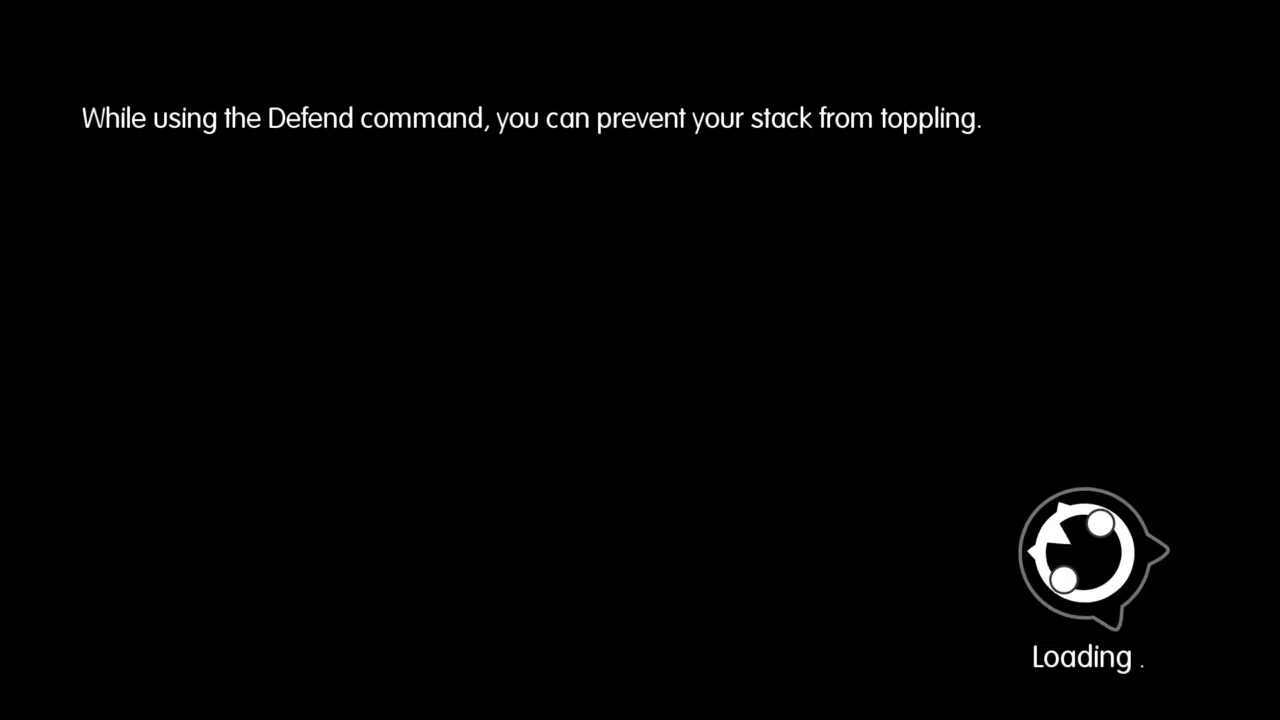 While using the Defend command, you can prevent your stack from toppling.
Loading .